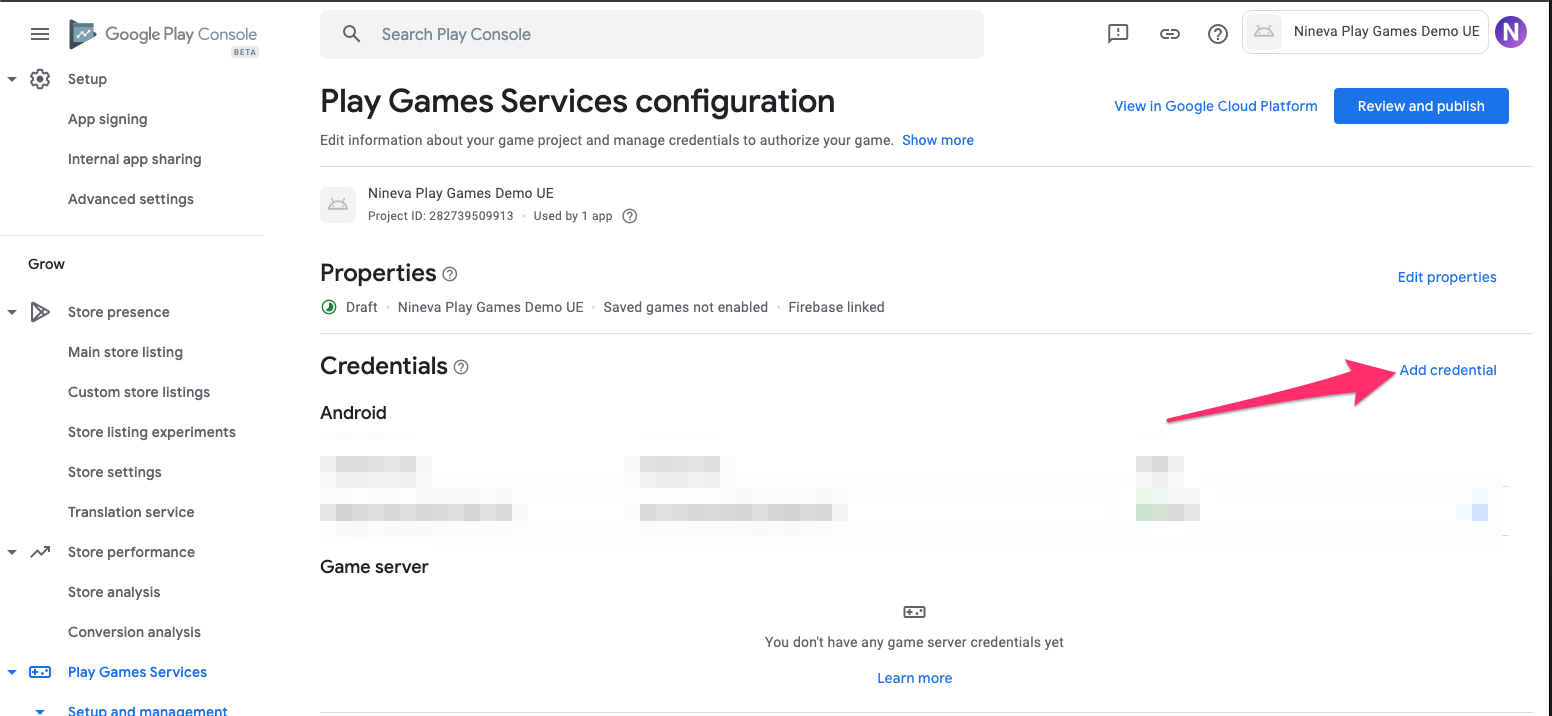 Google Play Console
BETA
Search Play Console
Nineva Play Games Demo UE
N
Setup
App signing
Internal app sharing
Advanced settings
Grow
Store presence
Main store listing
Custom store listings
Store listing experiments
Store settings
Translation service
Store performance
Store analysis
Conversion analysis
Play Games Services
Setup and management
Play Games Services configuration
View in Google Cloud Platform
Review and publish
Edit information about your game project and manage credentials to authorize your game. Show more
Nineva Play Games Demo UE
Project ID: 282739509913 • Used by 1 app
Properties
Edit properties
Draft • Nineva Play Games Demo UE • Saved games not enabled • Firebase linked
Credentials
Add credential
Android
Game server
You don't have any game server credentials yet
Learn more